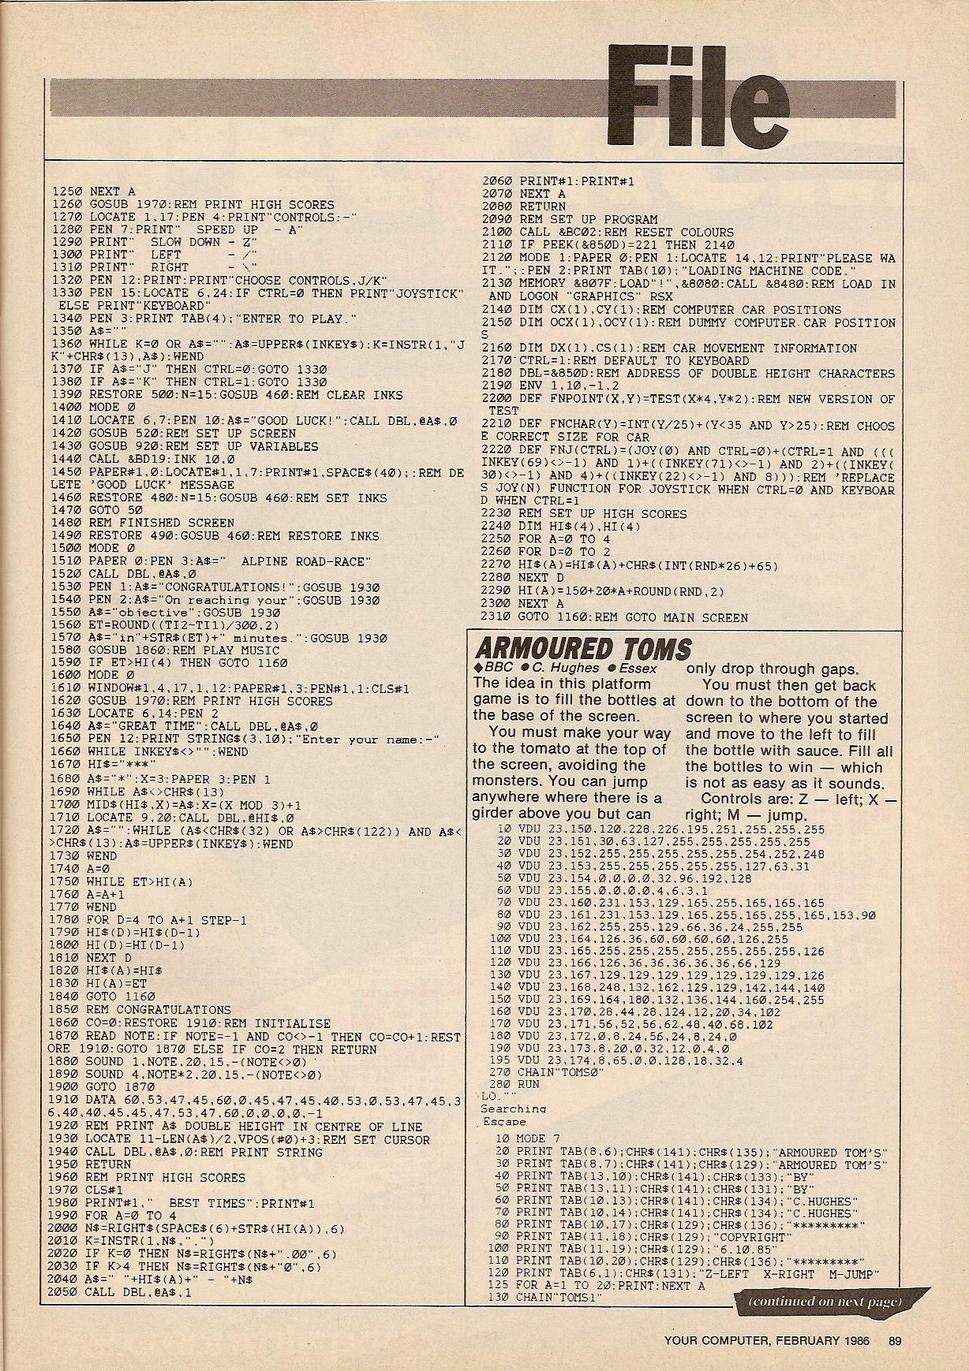 File
1250 NEXT A
1260 GOSUB 1970:REM PRINT HIGH SCORES
1270 LOCATE 1,17:PEN 4:PRINT"CONTROLS:-"
1280 PEN 7:PRINT"  SPEED UP  - A"
1290 PRINT"  SLOW DOWN - Z"
1300 PRINT"  LEFT      - /"
1310 PRINT"  RIGHT     - \"
1320 PEN 12:PRINT:PRINT"CHOOSE CONTROLS,J/K"
1330 PEN 15:LOCATE 6,24:IF CTRL=0 THEN PRINT"JOYSTICK"
ELSE PRINT"KEYBOARD"
1340 PEN 3:PRINT TAB(4);"ENTER TO PLAY."
1350 A$=""
1360 WHILE K=0 OR A$="":A$=UPPER$(INKEY$):K=INSTR(1,"J
K"+CHR$(13),A$):WEND
1370 IF A$="J" THEN CTRL=0:GOTO 1330
1380 IF A$="K" THEN CTRL=1:GOTO 1330
1390 RESTORE 500:N=15:GOSUB 460:REM CLEAR INKS
1400 MODE 0
1410 LOCATE 6,7:PEN 10:A$="GOOD LUCK!":CALL DBL,@A$,0
1420 GOSUB 520:REM SET UP SCREEN
1430 GOSUB 920:REM SET UP VARIABLES
1440 CALL &BD19:INK 10,0
1450 PAPER#1,0:LOCATE#1,1,7:PRINT#1,SPACE$(40);:REM DE
LETE 'GOOD LUCK' MESSAGE
1460 RESTORE 480:N=15:GOSUB 460:REM SET INKS
1470 GOTO 50
1480 REM FINISHED SCREEN
1490 RESTORE 490:GOSUB 460:REM RESTORE INKS
1500 MODE 0
1510 PAPER 0:PEN 3:A$="  ALPINE ROAD-RACE"
1520 CALL DBL,@A$,0
1530 PEN 1:A$="CONGRATULATIONS!":GOSUB 1930
1540 PEN 2:A$="On reaching your":GOSUB 1930
1550 A$="objective":GOSUB 1930
1560 ET=ROUND((TI2-TI1)/300,2)
1570 A$="in"+STR$(ET)+" minutes.":GOSUB 1930
1580 GOSUB 1860:REM PLAY MUSIC
1590 IF ET>HI(4) THEN GOTO 1160
1600 MODE 0
1610 WINDOW#1,4,17,1,12:PAPER#1,3:PEN#1,1:CLS#1
1620 GOSUB 1970:REM PRINT HIGH SCORES
1630 LOCATE 6,14:PEN 2
1640 A$="GREAT TIME":CALL DBL,@A$,0
1650 PEN 12:PRINT STRING$(3,10);"Enter your name:-"
1660 WHILE INKEY$<>"":WEND
1670 HI$="***"
1680 A$="*":X=3:PAPER 3:PEN 1
1690 WHILE A$<>CHR$(13)
1700 MID$(HI$,X)=A$:X=(X MOD 3)+1
1710 LOCATE 9,20:CALL DBL,@HI$,0
1720 A$="":WHILE (A$<CHR$(32) OR A$>CHR$(122)) AND A$<
>CHR$(13):A$=UPPER$(INKEY$):WEND
1730 WEND
1740 A=0
1750 WHILE ET>HI(A)
1760 A=A+1
1770 WEND
1780 FOR D=4 TO A+1 STEP-1
1790 HI$(D)=HI$(D-1)
1800 HI(D)=HI(D-1)
1810 NEXT D
1820 HI$(A)=HI$
1830 HI(A)=ET
1840 GOTO 1160
1850 REM CONGRATULATIONS
1860 CO=0:RESTORE 1910:REM INITIALISE
1870 READ NOTE:IF NOTE=-1 AND CO<>-1 THEN CO=CO+1:REST
ORE 1910:GOTO 1870 ELSE IF CO=2 THEN RETURN
1880 SOUND 1,NOTE,20,15,-(NOTE<>0)
1890 SOUND 4,NOTE*2,20,15,-(NOTE<>0)
1900 GOTO 1870
1910 DATA 60,53,47,45,60,0,45,47,45,40,53,0,53,47,45,3
6,40,40,45,45,47,53,47,60,0,0,0,0,-1
1920 REM PRINT A$ DOUBLE HEIGHT IN CENTRE OF LINE
1930 LOCATE 11-LEN(A$)/2,VPOS(#0)+3:REM SET CURSOR
1940 CALL DBL,@A$,0:REM PRINT STRING
1950 RETURN
1960 REM PRINT HIGH SCORES
1970 CLS#1
1980 PRINT#1,"  BEST TIMES":PRINT#1
1990 FOR A=0 TO 4
2000 N$=RIGHT$(SPACE$(6)+STR$(HI(A)),6)
2010 K=INSTR(1,N$,".")
2020 IF K=0 THEN N$=RIGHT$(N$+".00",6)
2030 IF K>4 THEN N$=RIGHT$(N$+"0",6)
2040 A$=" "+HI$(A)+" - "+N$
2050 CALL DBL,@A$,1
2060 PRINT#1:PRINT#1
2070 NEXT A
2080 RETURN
2090 REM SET UP PROGRAM
2100 CALL &BC02:REM RESET COLOURS
2110 IF PEEK(&850D)=221 THEN 2140
2120 MODE 1:PAPER 0:PEN 1:LOCATE 14,12:PRINT"PLEASE WA
IT.";:PEN 2:PRINT TAB(10);"LOADING MACHINE CODE."
2130 MEMORY &807F:LOAD"!",&8080:CALL &8480:REM LOAD IN
AND LOGON "GRAPHICS" RSX
2140 DIM CX(1),CY(1):REM COMPUTER CAR POSITIONS
2150 DIM OCX(1),OCY(1):REM DUMMY COMPUTER CAR POSITION
S
2160 DIM DX(1),CS(1):REM CAR MOVEMENT INFORMATION
2170 CTRL=1:REM DEFAULT TO KEYBOARD
2180 DBL=&850D:REM ADDRESS OF DOUBLE HEIGHT CHARACTERS
2190 ENV 1,10,-1,2
2200 DEF FNPOINT(X,Y)=TEST(X*4,Y*2):REM NEW VERSION OF
TEST
2210 DEF FNCHAR(Y)=INT(Y/25)+(Y<35 AND Y>25):REM CHOOS
E CORRECT SIZE FOR CAR
2220 DEF FNJ(CTRL)=(JOY(0) AND CTRL=0)+(CTRL=1 AND (((
INKEY(69)<>-1) AND 1)+((INKEY(71)<>-1) AND 2)+((INKEY(
30)<>-1) AND 4)+((INKEY(22)<>-1) AND 8))):REM 'REPLACE
S JOY(N) FUNCTION FOR JOYSTICK WHEN CTRL=0 AND KEYBOAR
D WHEN CTRL=1
2230 REM SET UP HIGH SCORES
2240 DIM HI$(4),HI(4)
2250 FOR A=0 TO 4
2260 FOR D=0 TO 2
2270 HI$(A)=HI$(A)+CHR$(INT(RND*26)+65)
2280 NEXT D
2290 HI(A)=150+20*A+ROUND(RND,2)
2300 NEXT A
2310 GOTO 1160:REM GOTO MAIN SCREEN
ARMOURED TOMS
◆BBC ●C. Hughes ●Essex
The idea in this platform
game is to fill the bottles at
the base of the screen.
You must make your way
to the tomato at the top of
the screen, avoiding the
monsters. You can jump
anywhere where there is a
girder above you but can
only drop through gaps.
You must then get back
down to the bottom of the
screen to where you started
and move to the left to fill
the bottle with sauce. Fill all
the bottles to win — which
is not as easy as it sounds.
Controls are: Z — left; X —
right; M — jump.
10 VDU 23,150,120,228,226,195,251,255,255,255
20 VDU 23,151,30,63,127,255,255,255,255,255
30 VDU 23,152,255,255,255,255,255,254,252,248
40 VDU 23,153,255,255,255,255,255,127,63,31
50 VDU 23,154,0,0,0,0,32,96,192,128
60 VDU 23,155,0,0,0,0,4,6,3,1
70 VDU 23,160,231,153,129,165,255,165,165,165
80 VDU 23,161,231,153,129,165,255,165,255,165,153,90
90 VDU 23,162,255,255,129,66,36,24,255,255
100 VDU 23,164,126,36,60,60,60,60,126,255
110 VDU 23,165,255,255,255,255,255,255,255,126
120 VDU 23,166,126,36,36,36,36,36,66,129
130 VDU 23,167,129,129,129,129,129,129,129,126
140 VDU 23,168,248,132,162,129,129,142,144,140
150 VDU 23,169,164,180,132,136,144,160,254,255
160 VDU 23,170,28,44,28,124,12,20,34,102
170 VDU 23,171,56,52,56,62,48,40,68,102
180 VDU 23,172,0,8,24,56,24,8,24,0
190 VDU 23,173,8,20,0,32,12,0,4,0
195 VDU 23,174,8,65,0,0,128,18,32,4
270 CHAIN"TOMS0"
280 RUN
LO.""
Searching
Escape
10 MODE 7
20 PRINT TAB(8,6);CHR$(141);CHR$(135);"ARMOURED TOM'S"
30 PRINT TAB(8,7);CHR$(141);CHR$(129);"ARMOURED TOM'S"
40 PRINT TAB(13,10);CHR$(141);CHR$(133);"BY"
50 PRINT TAB(13,11);CHR$(141);CHR$(131);"BY"
60 PRINT TAB(10,13);CHR$(141);CHR$(134);"C.HUGHES"
70 PRINT TAB(10,14);CHR$(141);CHR$(134);"C.HUGHES"
80 PRINT TAB(10,17);CHR$(129);CHR$(136);"*********"
90 PRINT TAB(11,18);CHR$(129);"COPYRIGHT"
100 PRINT TAB(11,19);CHR$(129);"6.10.85"
110 PRINT TAB(10,20);CHR$(129);CHR$(136);"*********"
120 PRINT TAB(6,1);CHR$(131);"Z-LEFT  X-RIGHT  M-JUMP"
125 FOR A=1 TO 20:PRINT:NEXT A
130 CHAIN"TOMS1"
(continued on next page)
YOUR COMPUTER, FEBRUARY 1986 89